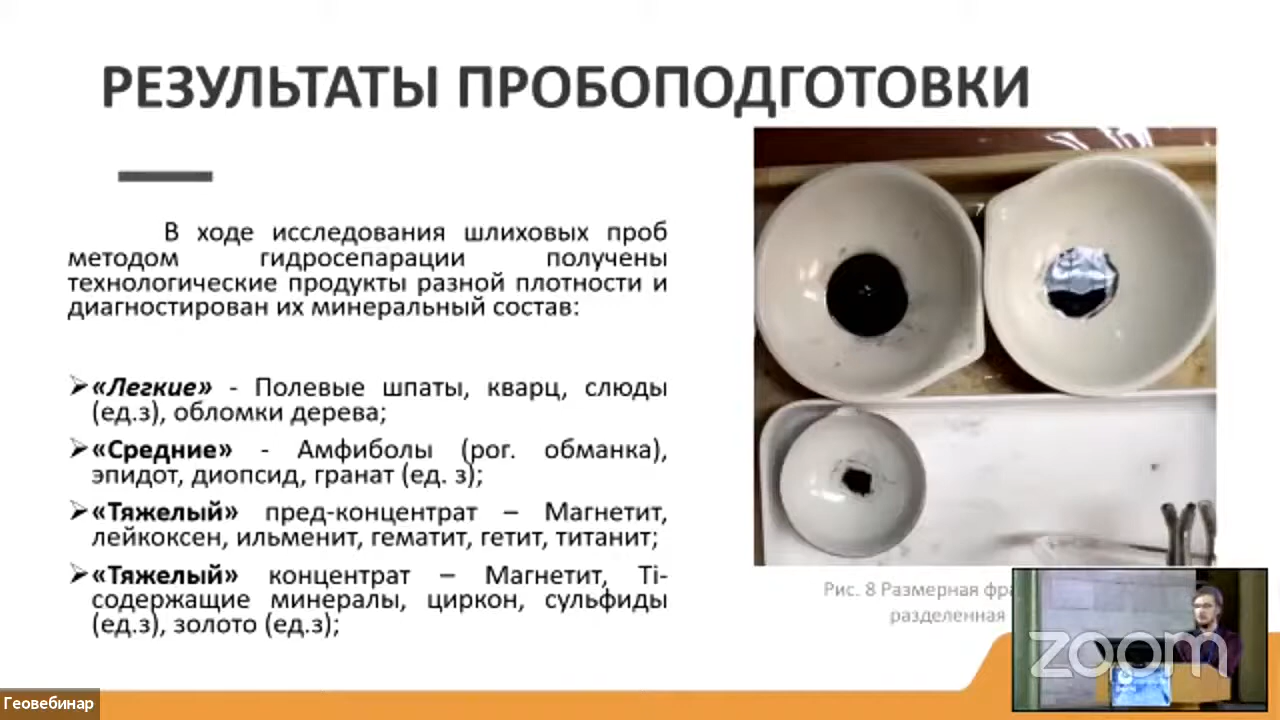 РЕЗУЛЬТАТЫ ПРОБОПОДГОТОВКИ
В ходе исследования шлиховых проб
методом гидросепарации получены
технологические продукты разной плотности и
диагностирован их минеральный состав:
«Легкие» - Полевые шпаты, кварц, слюды
(ед.з), обломки дерева;
«Средние» - Амфиболы (рог. обманка),
эпидот, диопсид, гранат (ед. з);
«Тяжелый» пред-концентрат – Магнетит,
лейкоксен, ильменит, гематит, гетит, титанит;
«Тяжелый» концентрат – Магнетит, Ti-
содержащие минералы, циркон, сульфиды
(ед.з), золото (ед.з);
Рис. 8 Размерная
разделенная
zoom
Геовебинар